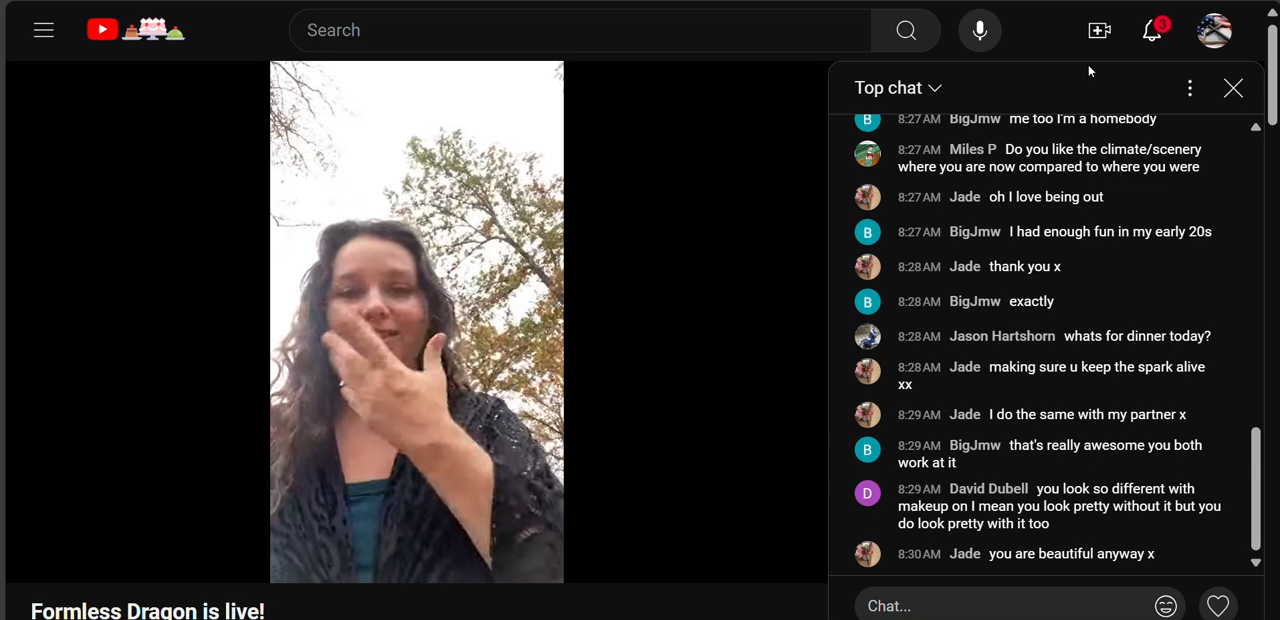 Search
3
Top chat
B 8:27 AM BigJmw me too I'm a homebody
8:27 AM Miles P Do you like the climate/scenery
where you are now compared to where you were
8:27 AM Jade oh I love being out
B 8:27 AM BigJmw I had enough fun in my early 20s
8:28 AM Jade thank you x
B 8:28 AM BigJmw exactly
8:28 AM Jason Hartshorn whats for dinner today?
8:28 AM Jade making sure u keep the spark alive
xx
8:29 AM Jade I do the same with my partner x
B 8:29 AM BigJmw that's really awesome you both
work at it
D 8:29 AM David Dubell you look so different with
makeup on I mean you look pretty without it but you
do look pretty with it too
8:30 AM Jade you are beautiful anyway x
Chat...
Formless Dragon is live!